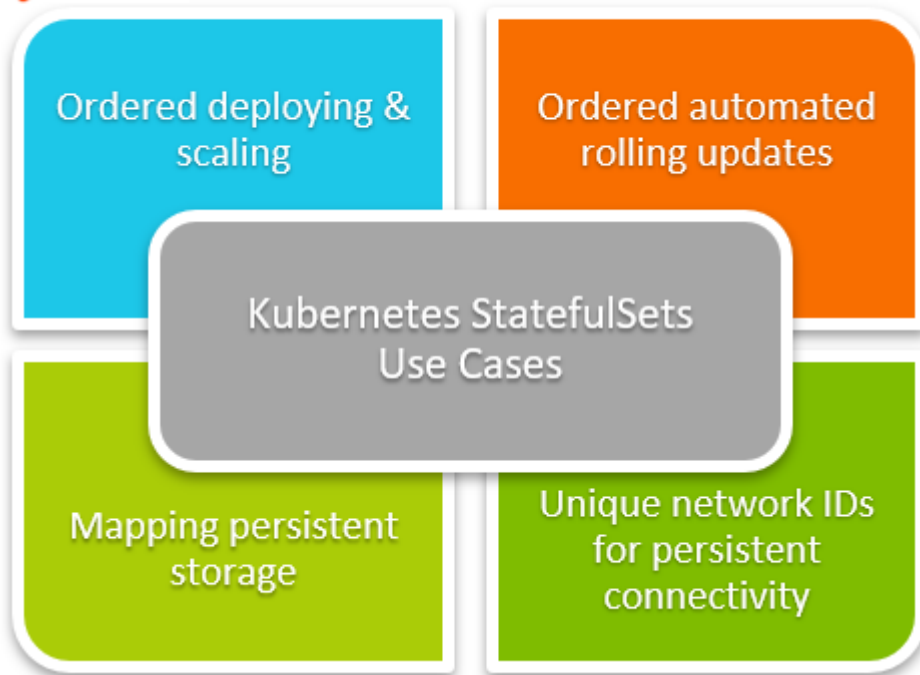 Ordered deploying &
scaling
Ordered automated
rolling updates
Kubernetes StatefulSets
Use Cases
Mapping persistent
storage
Unique network IDs
for persistent
connectivity